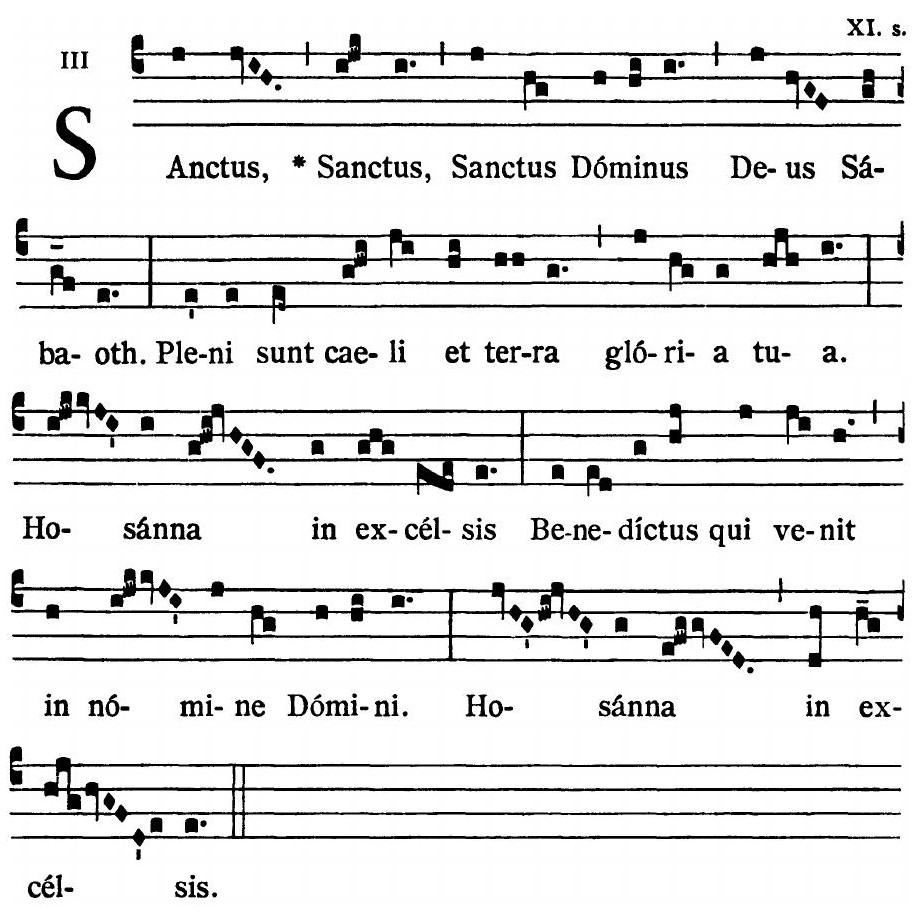 XI. s.
III
SAnctus, * Sanctus, Sanctus Dóminus De- us Sá-
ba- oth. Ple-ni sunt cae- li et ter-ra gló- ri- a tu- a.
Ho- sánna in ex- cél- sis Be-ne- díctus qui ve- nit
in nó- mi- ne Dómi- ni. Ho- sánna in ex-
cél- sis.